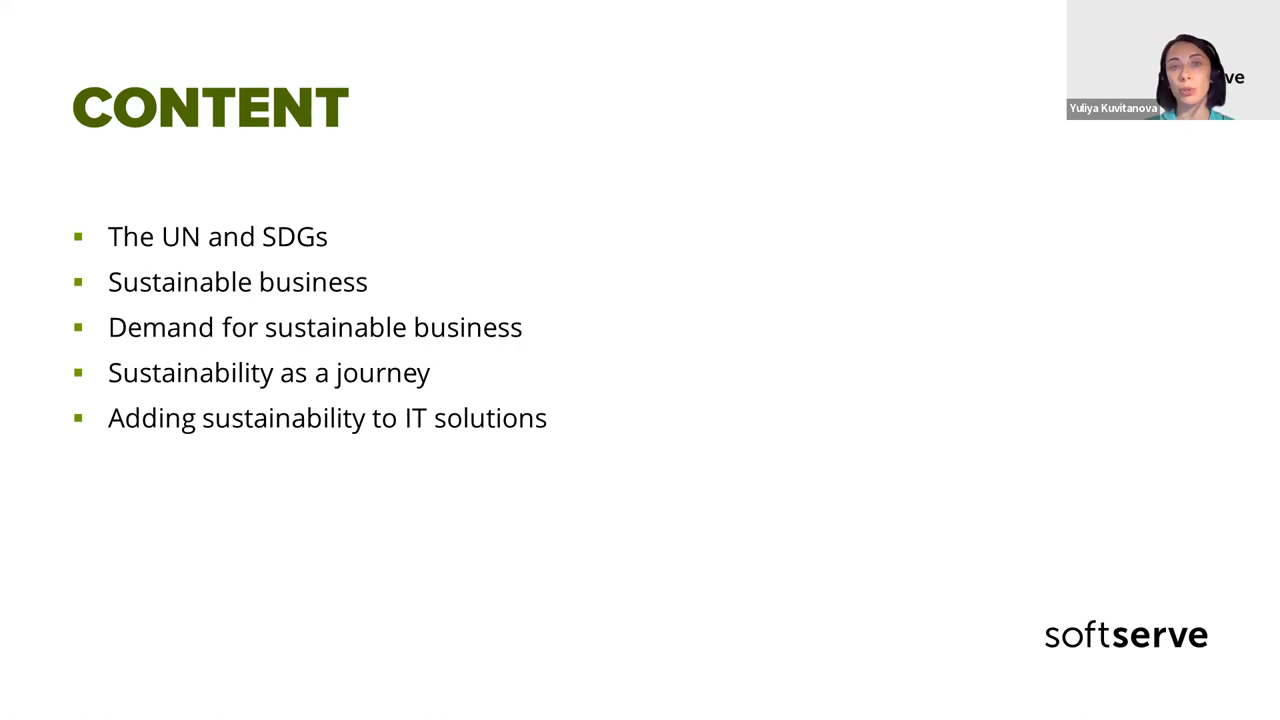 CONTENT
Yuliya Kuvitanova
The UN and SDGs
Sustainable business
Demand for sustainable business
Sustainability as a journey
Adding sustainability to IT solutions
softserve